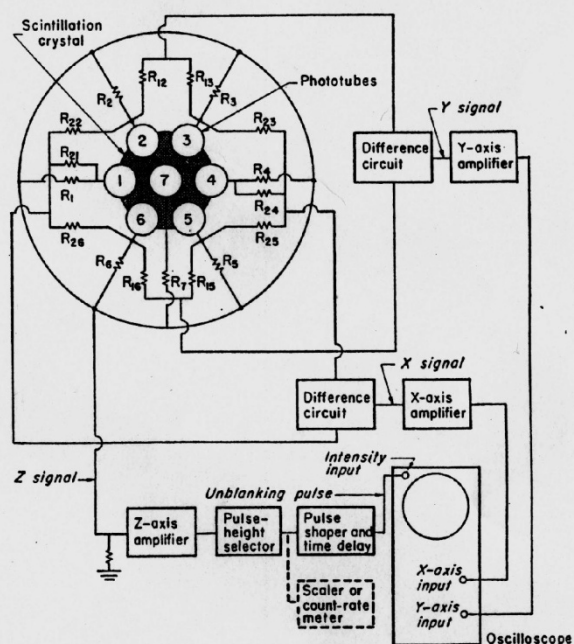 Scintillation
crystal
Phototubes
R12
R13
R2
R3
R22
R23
2
3
R21
R4
1
7
4
R1
R24
6
5
R26
R25
R6
R16
R7
R15
R5
Y signal
Difference
circuit
Y-axis
amplifier
X signal
Difference
circuit
X-axis
amplifier
Z signal
Intensity
input
Unblanking pulse
Z-axis
amplifier
Pulse-
height
selector
Pulse
shaper and
time delay
Scaler or
count-rate
meter
X-axis
input
Y-axis
input
Oscilloscope